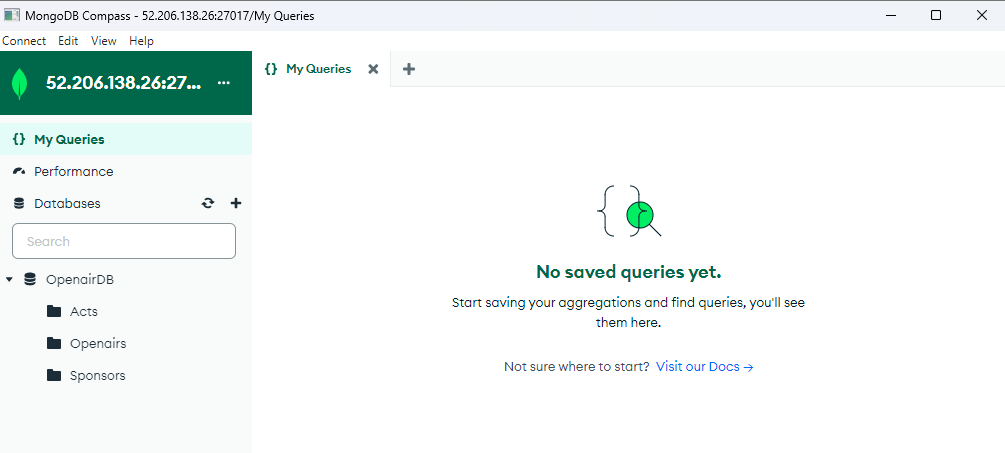 MongoDB Compass - 52.206.138.26:27017/My Queries
Connect Edit View Help
52.206.138.26:27... ...
{} My Queries
{} My Queries
Performance
Databases
Search
OpenairDB
Acts
Openairs
Sponsors
No saved queries yet.
Start saving your aggregations and find queries, you'll see
them here.
Not sure where to start? Visit our Docs →